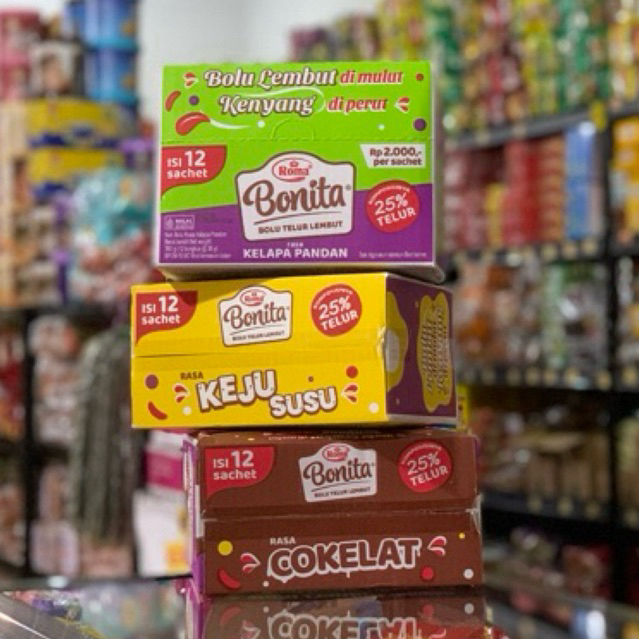 Bolu Lembut di mulut
Kenyang di perut
ISI 12
sachet
Rp 2.000,-
per sachet
Roma
Bonita
BOLU TELUR LEMBUT
25%
TELUR
RASA
KELAPA PANDAN
HALAL
ISI 12
sachet
Roma
Bonita
BOLU TELUR LEMBUT
25%
TELUR
RASA
KEJU
SUSU
ISI 12
sachet
Roma
Bonita
BOLU TELUR LEMBUT
25%
TELUR
RASA
COKELAT
COKELAT